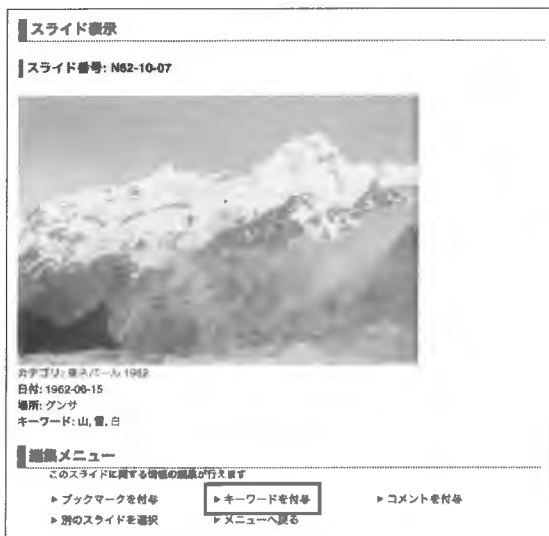 スライド表示
スライド番号: N62-10-07
カテゴリ: 東ネパール 1962
日付: 1962-06-15
場所: グンサ
キーワード: 山, 雪, 白
編集メニュー
このスライドに関する情報の編集が行えます
▶ ブックマークを付与 ▶ キーワードを付与 ▶ コメントを付与
▶ 別のスライドを選択 ▶ メニューへ戻る